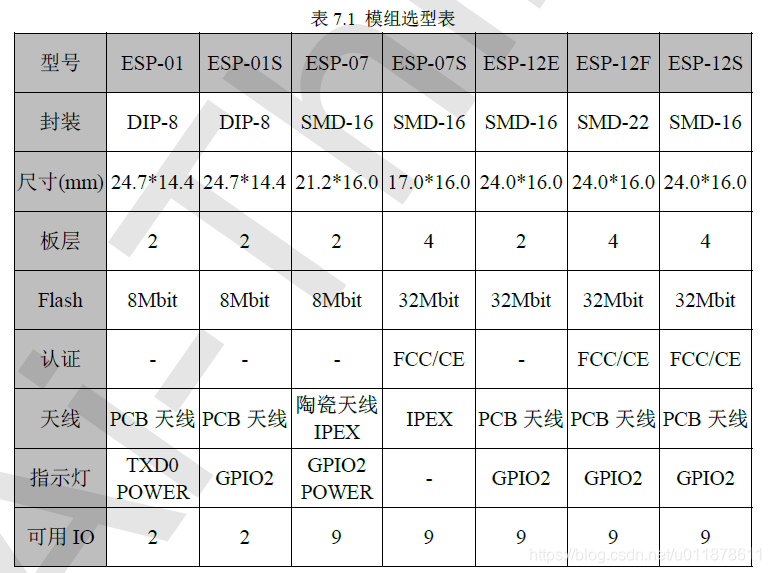 表 7.1 模组选型表
型号 ESP-01 ESP-01S ESP-07 ESP-07S ESP-12E ESP-12F ESP-12S
封装 DIP-8 DIP-8 SMD-16 SMD-16 SMD-16 SMD-22 SMD-16
尺寸(mm) 24.7*14.4 24.7*14.4 21.2*16.0 17.0*16.0 24.0*16.0 24.0*16.0 24.0*16.0
板层 2 2 2 4 2 4 4
Flash 8Mbit 8Mbit 8Mbit 32Mbit 32Mbit 32Mbit 32Mbit
认证 - - - FCC/CE - FCC/CE FCC/CE
天线 PCB 天线 PCB 天线 陶瓷天线 IPEX IPEX PCB 天线 PCB 天线 PCB 天线
指示灯 TXD0 POWER GPIO2 GPIO2 POWER - GPIO2 GPIO2 GPIO2
可用 IO 2 2 9 9 9 9 9
Ai-Thin
https://blog.csdn.net/u011878611